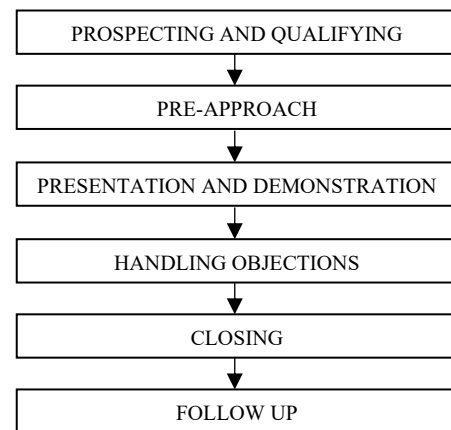 PROSPECTING AND QUALIFYING
PRE-APPROACH
PRESENTATION AND DEMONSTRATION
HANDLING OBJECTIONS
CLOSING
FOLLOW UP